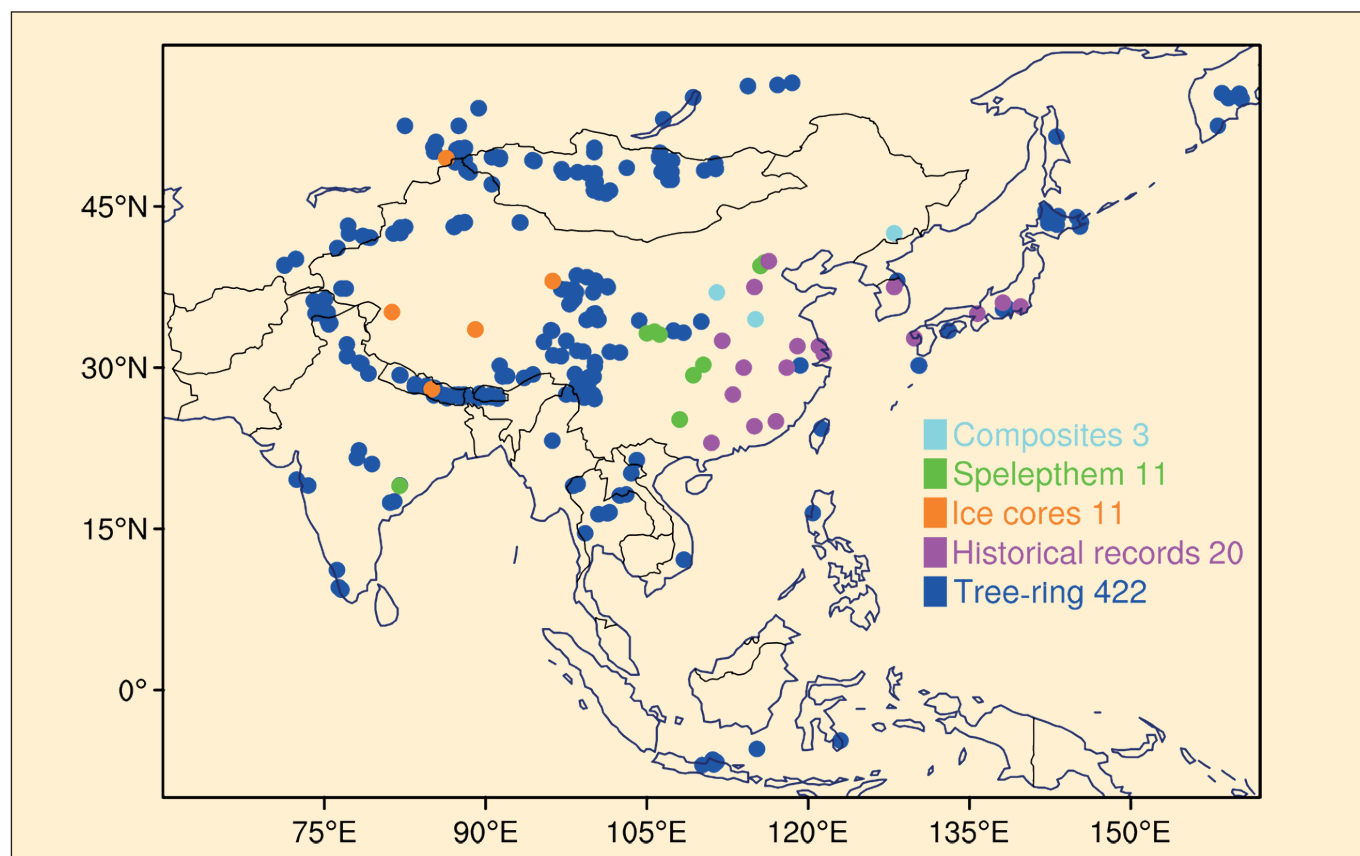 45°N
30°N
15°N
0°
75°E
90°E
105°E
120°E
135°E
150°E
Composites 3
Spelepthem 11
Ice cores 11
Historical records 20
Tree-ring 422